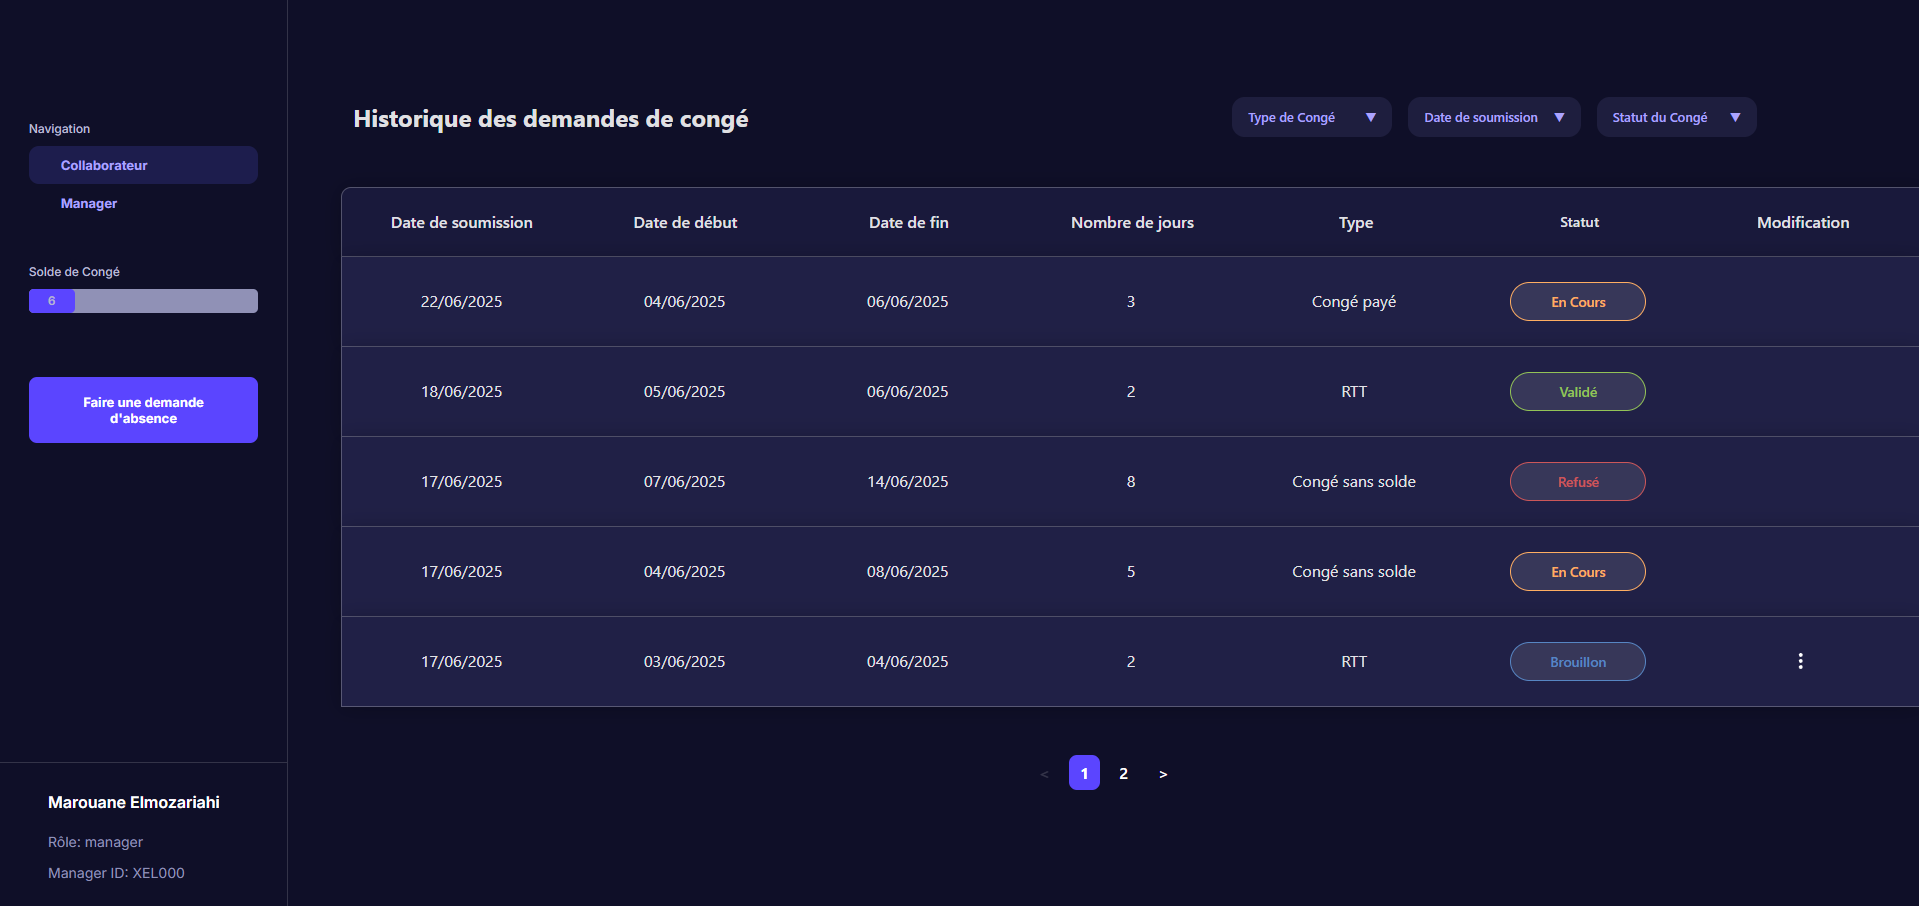 Navigation
Collaborateur
Manager
Solde de Congé
6
Faire une demande
d'absence
Marouane Elmozariahi
Rôle: manager
Manager ID: XEL000
Historique des demandes de congé
Type de Congé ▼ Date de soumission ▼ Statut du Congé ▼
Date de soumission Date de début Date de fin Nombre de jours Type Statut Modification
22/06/2025 04/06/2025 06/06/2025 3 Congé payé En Cours
18/06/2025 05/06/2025 06/06/2025 2 RTT Validé
17/06/2025 07/06/2025 14/06/2025 8 Congé sans solde Refusé
17/06/2025 04/06/2025 08/06/2025 5 Congé sans solde En Cours
17/06/2025 03/06/2025 04/06/2025 2 RTT Brouillon
< 1 2 >